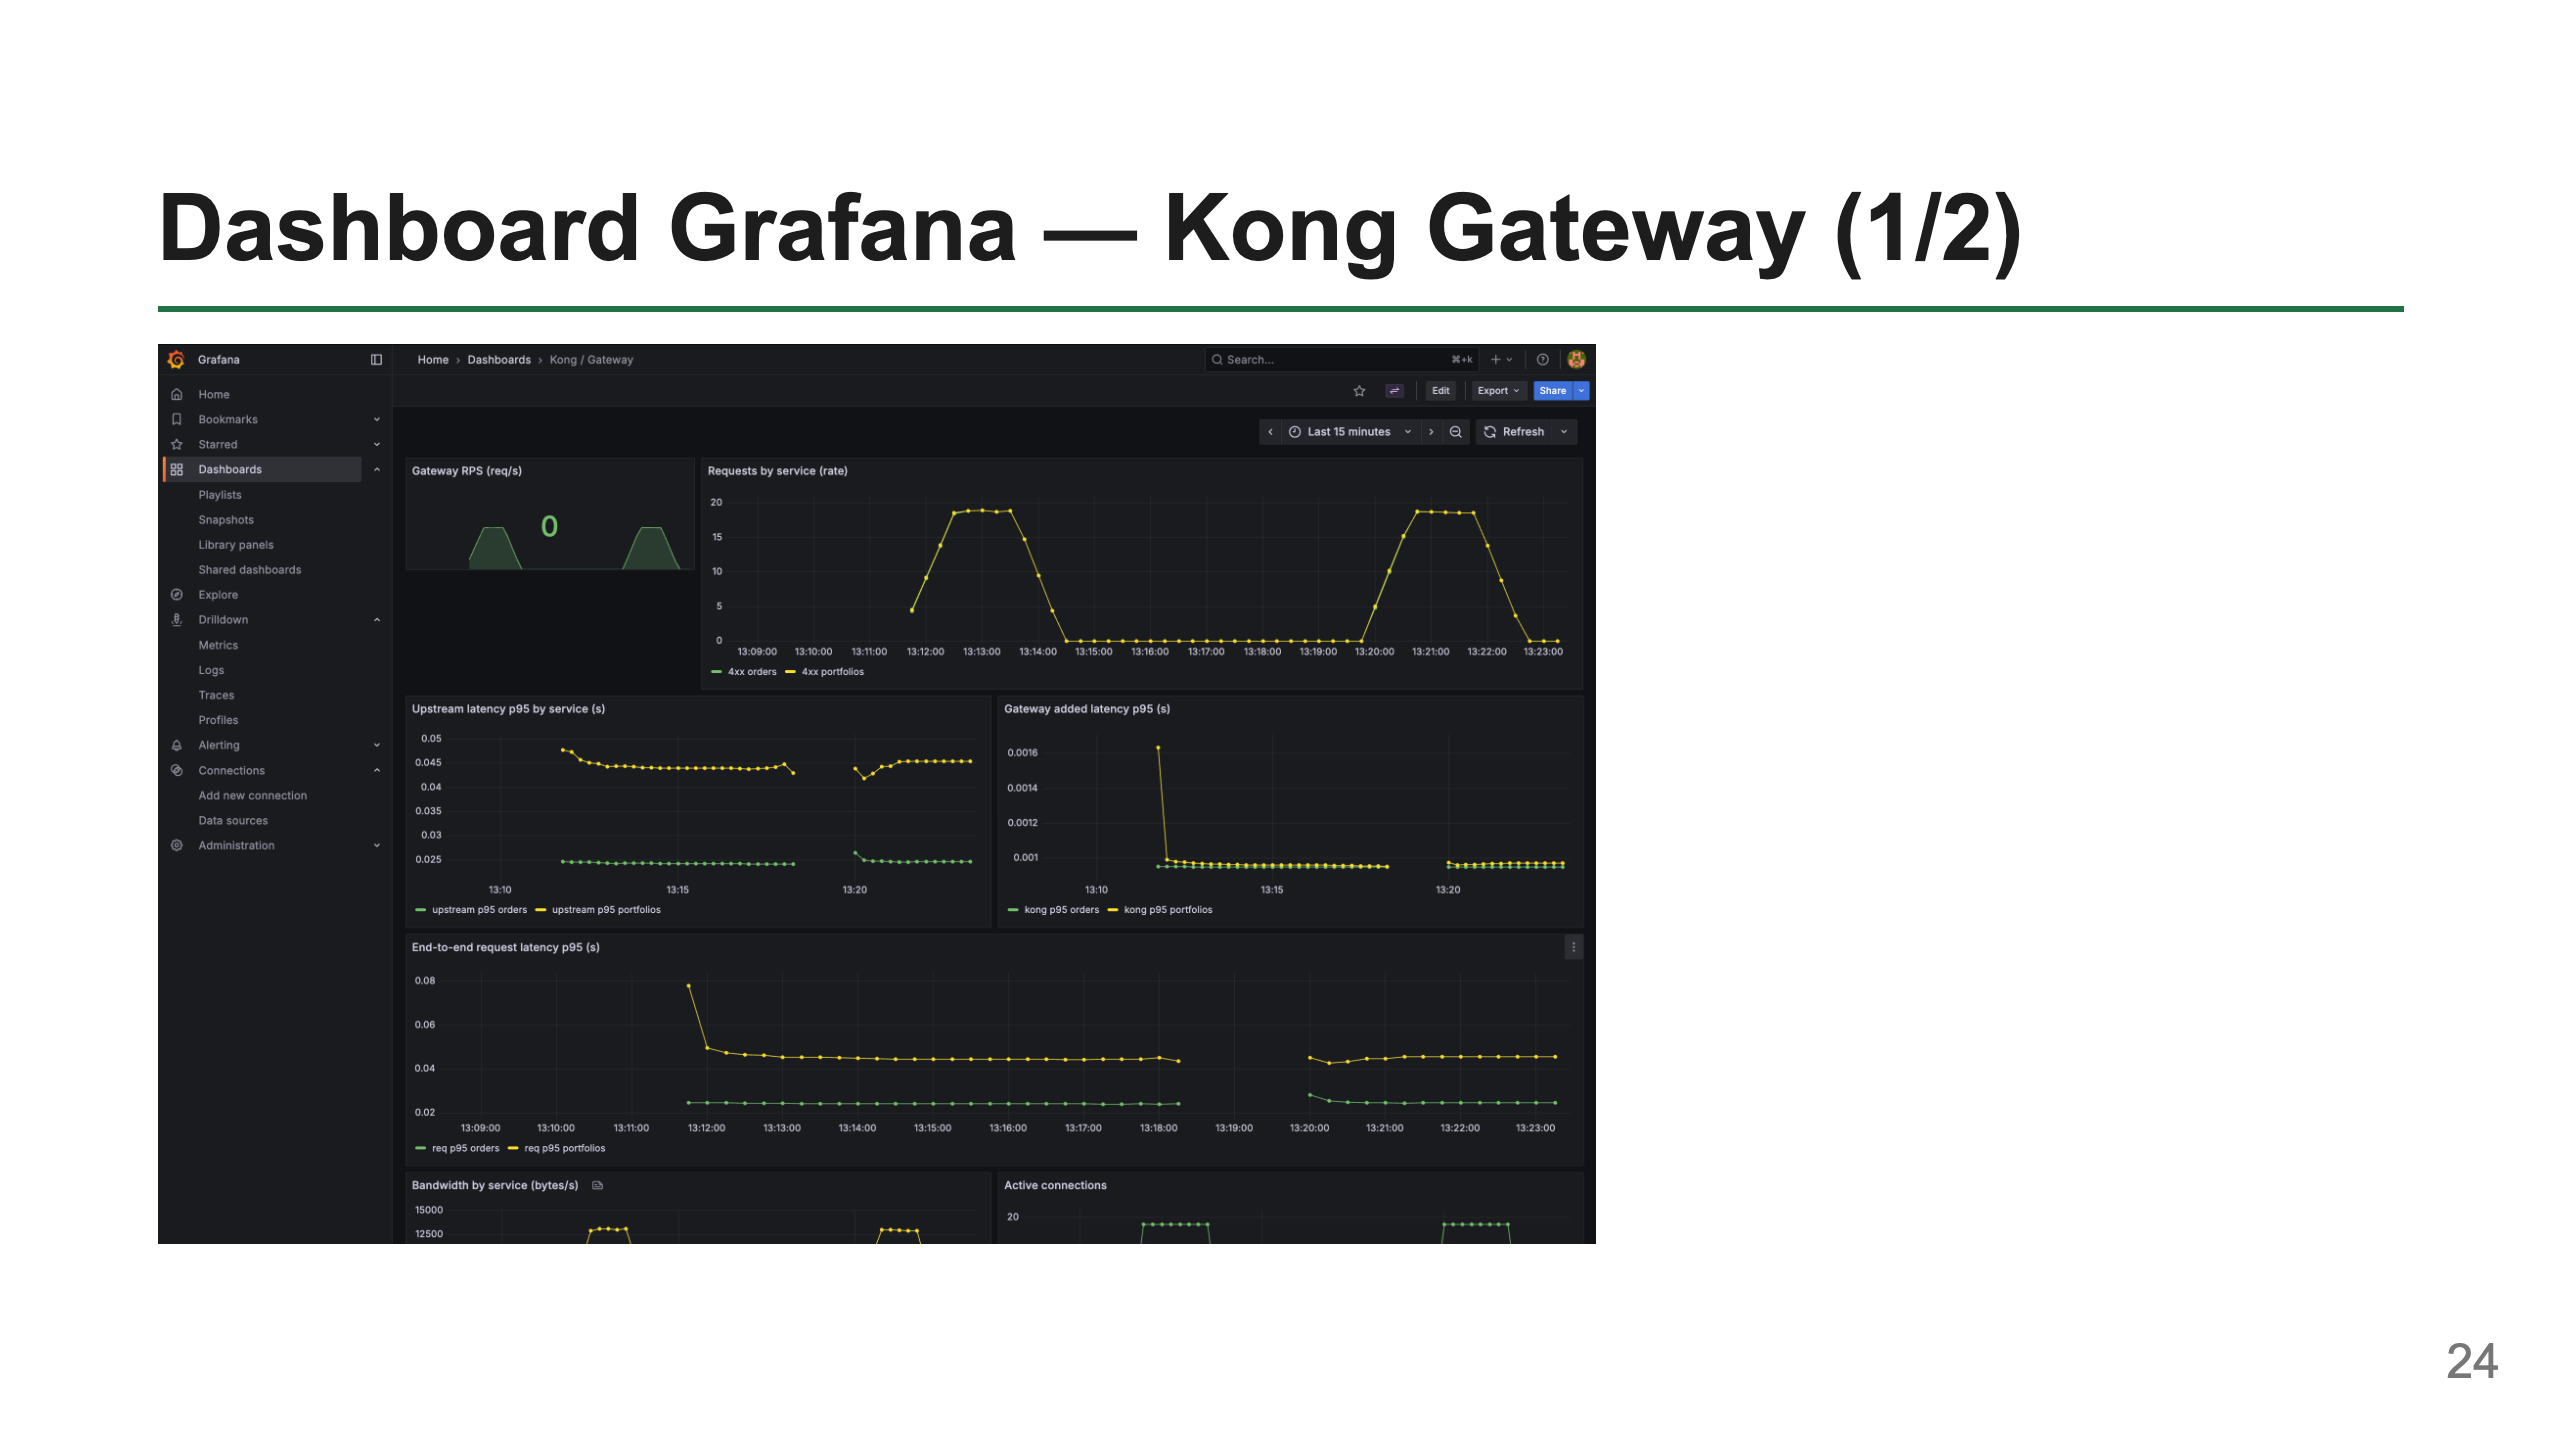 Dashboard Grafana — Kong Gateway (1/2)
Grafana
Home › Dashboards › Kong / Gateway
Search...
⌘+k
Edit
Export
Share
Last 15 minutes
Refresh
Home
Bookmarks
Starred
Dashboards
Playlists
Snapshots
Library panels
Shared dashboards
Explore
Drilldown
Metrics
Logs
Traces
Profiles
Alerting
Connections
Add new connection
Data sources
Administration
Gateway RPS (req/s)
0
Requests by service (rate)
20
15
10
5
0
13:09:00 13:10:00 13:11:00 13:12:00 13:13:00 13:14:00 13:15:00 13:16:00 13:17:00 13:18:00 13:19:00 13:20:00 13:21:00 13:22:00 13:23:00
4xx orders 4xx portfolios
Upstream latency p95 by service (s)
0.05
0.045
0.04
0.035
0.03
0.025
13:10 13:15 13:20
upstream p95 orders upstream p95 portfolios
Gateway added latency p95 (s)
0.0016
0.0014
0.0012
0.001
13:10 13:15 13:20
kong p95 orders kong p95 portfolios
End-to-end request latency p95 (s)
0.08
0.06
0.04
0.02
13:09:00 13:10:00 13:11:00 13:12:00 13:13:00 13:14:00 13:15:00 13:16:00 13:17:00 13:18:00 13:19:00 13:20:00 13:21:00 13:22:00 13:23:00
req p95 orders req p95 portfolios
Bandwidth by service (bytes/s)
15000
12500
Active connections
20
24